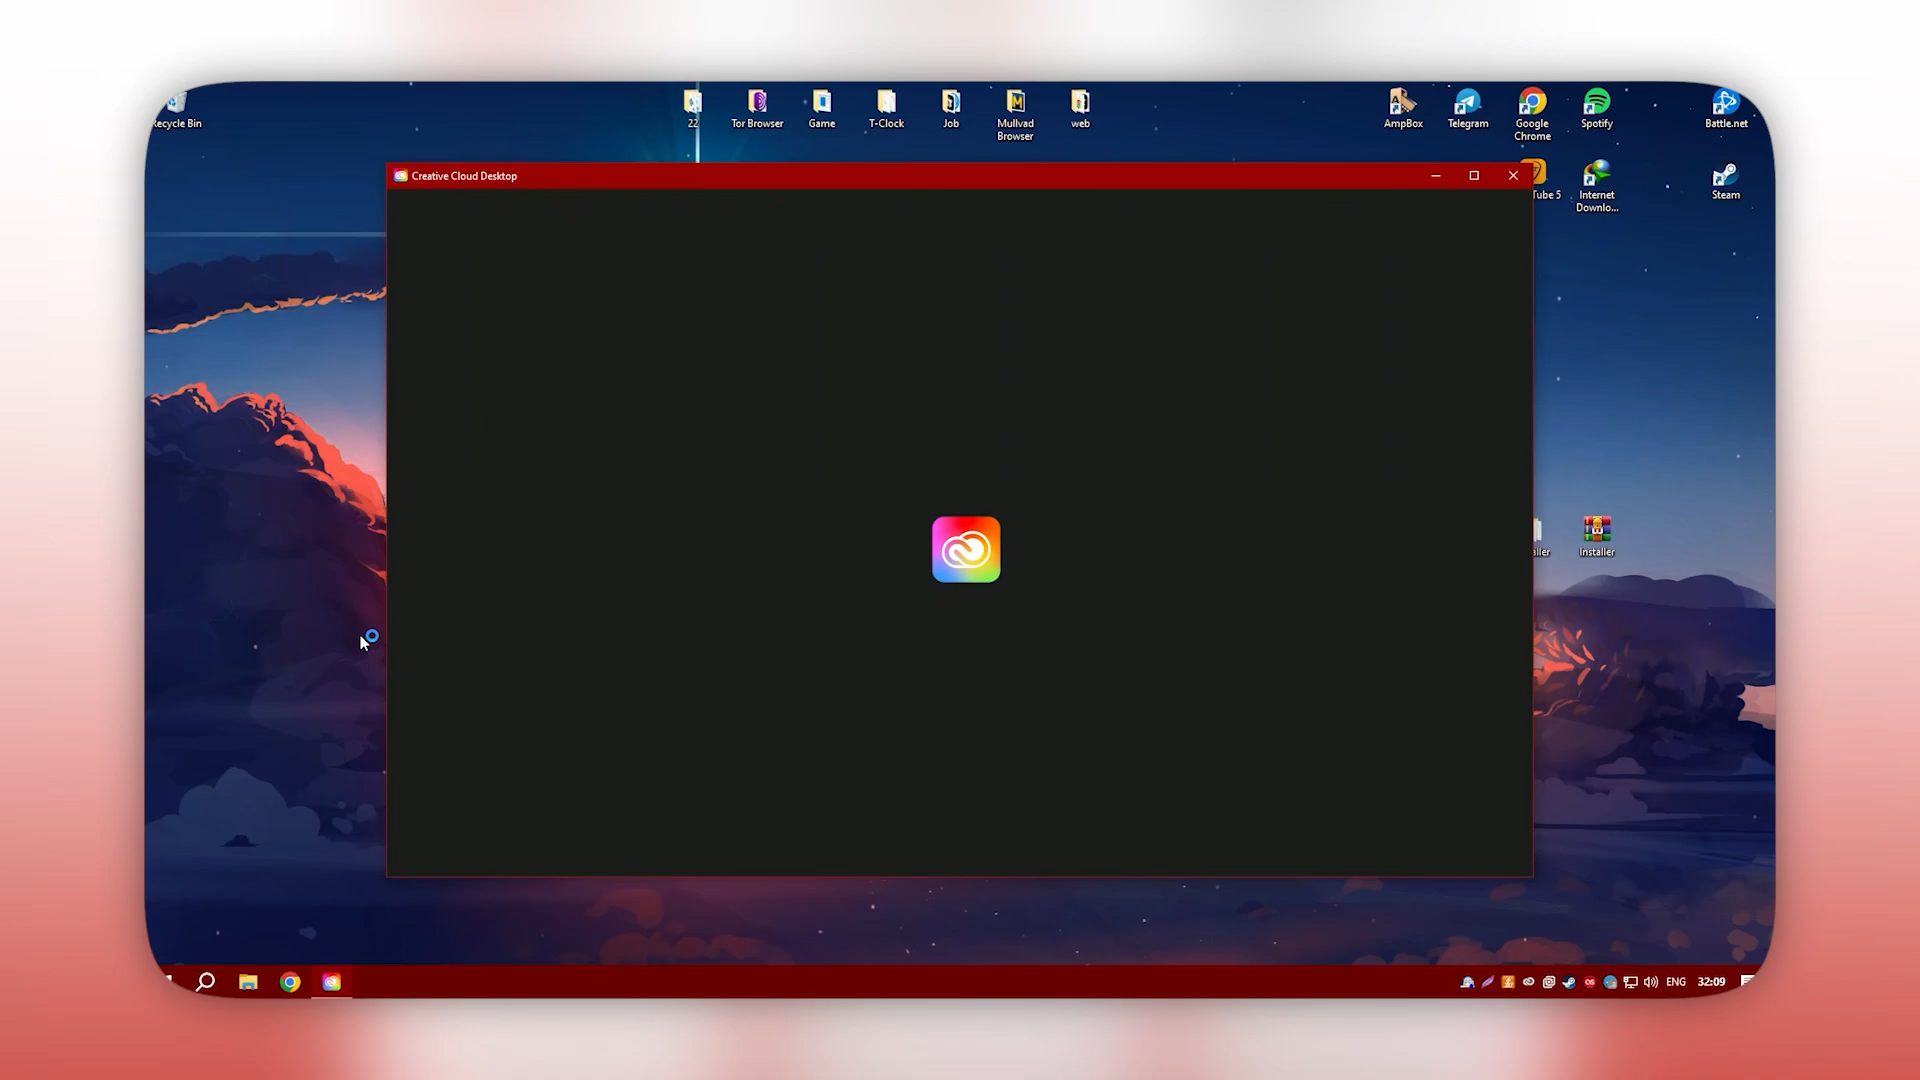 Recycle Bin
22
Tor Browser
Game
T-Clock
Job
Mullvad
Browser
web
AmpBox
Telegram
Google
Chrome
Spotify
Battle.net
Creative Cloud Desktop
Tube 5
Internet
Downlo...
Steam
ller
Installer
ENG
32:09